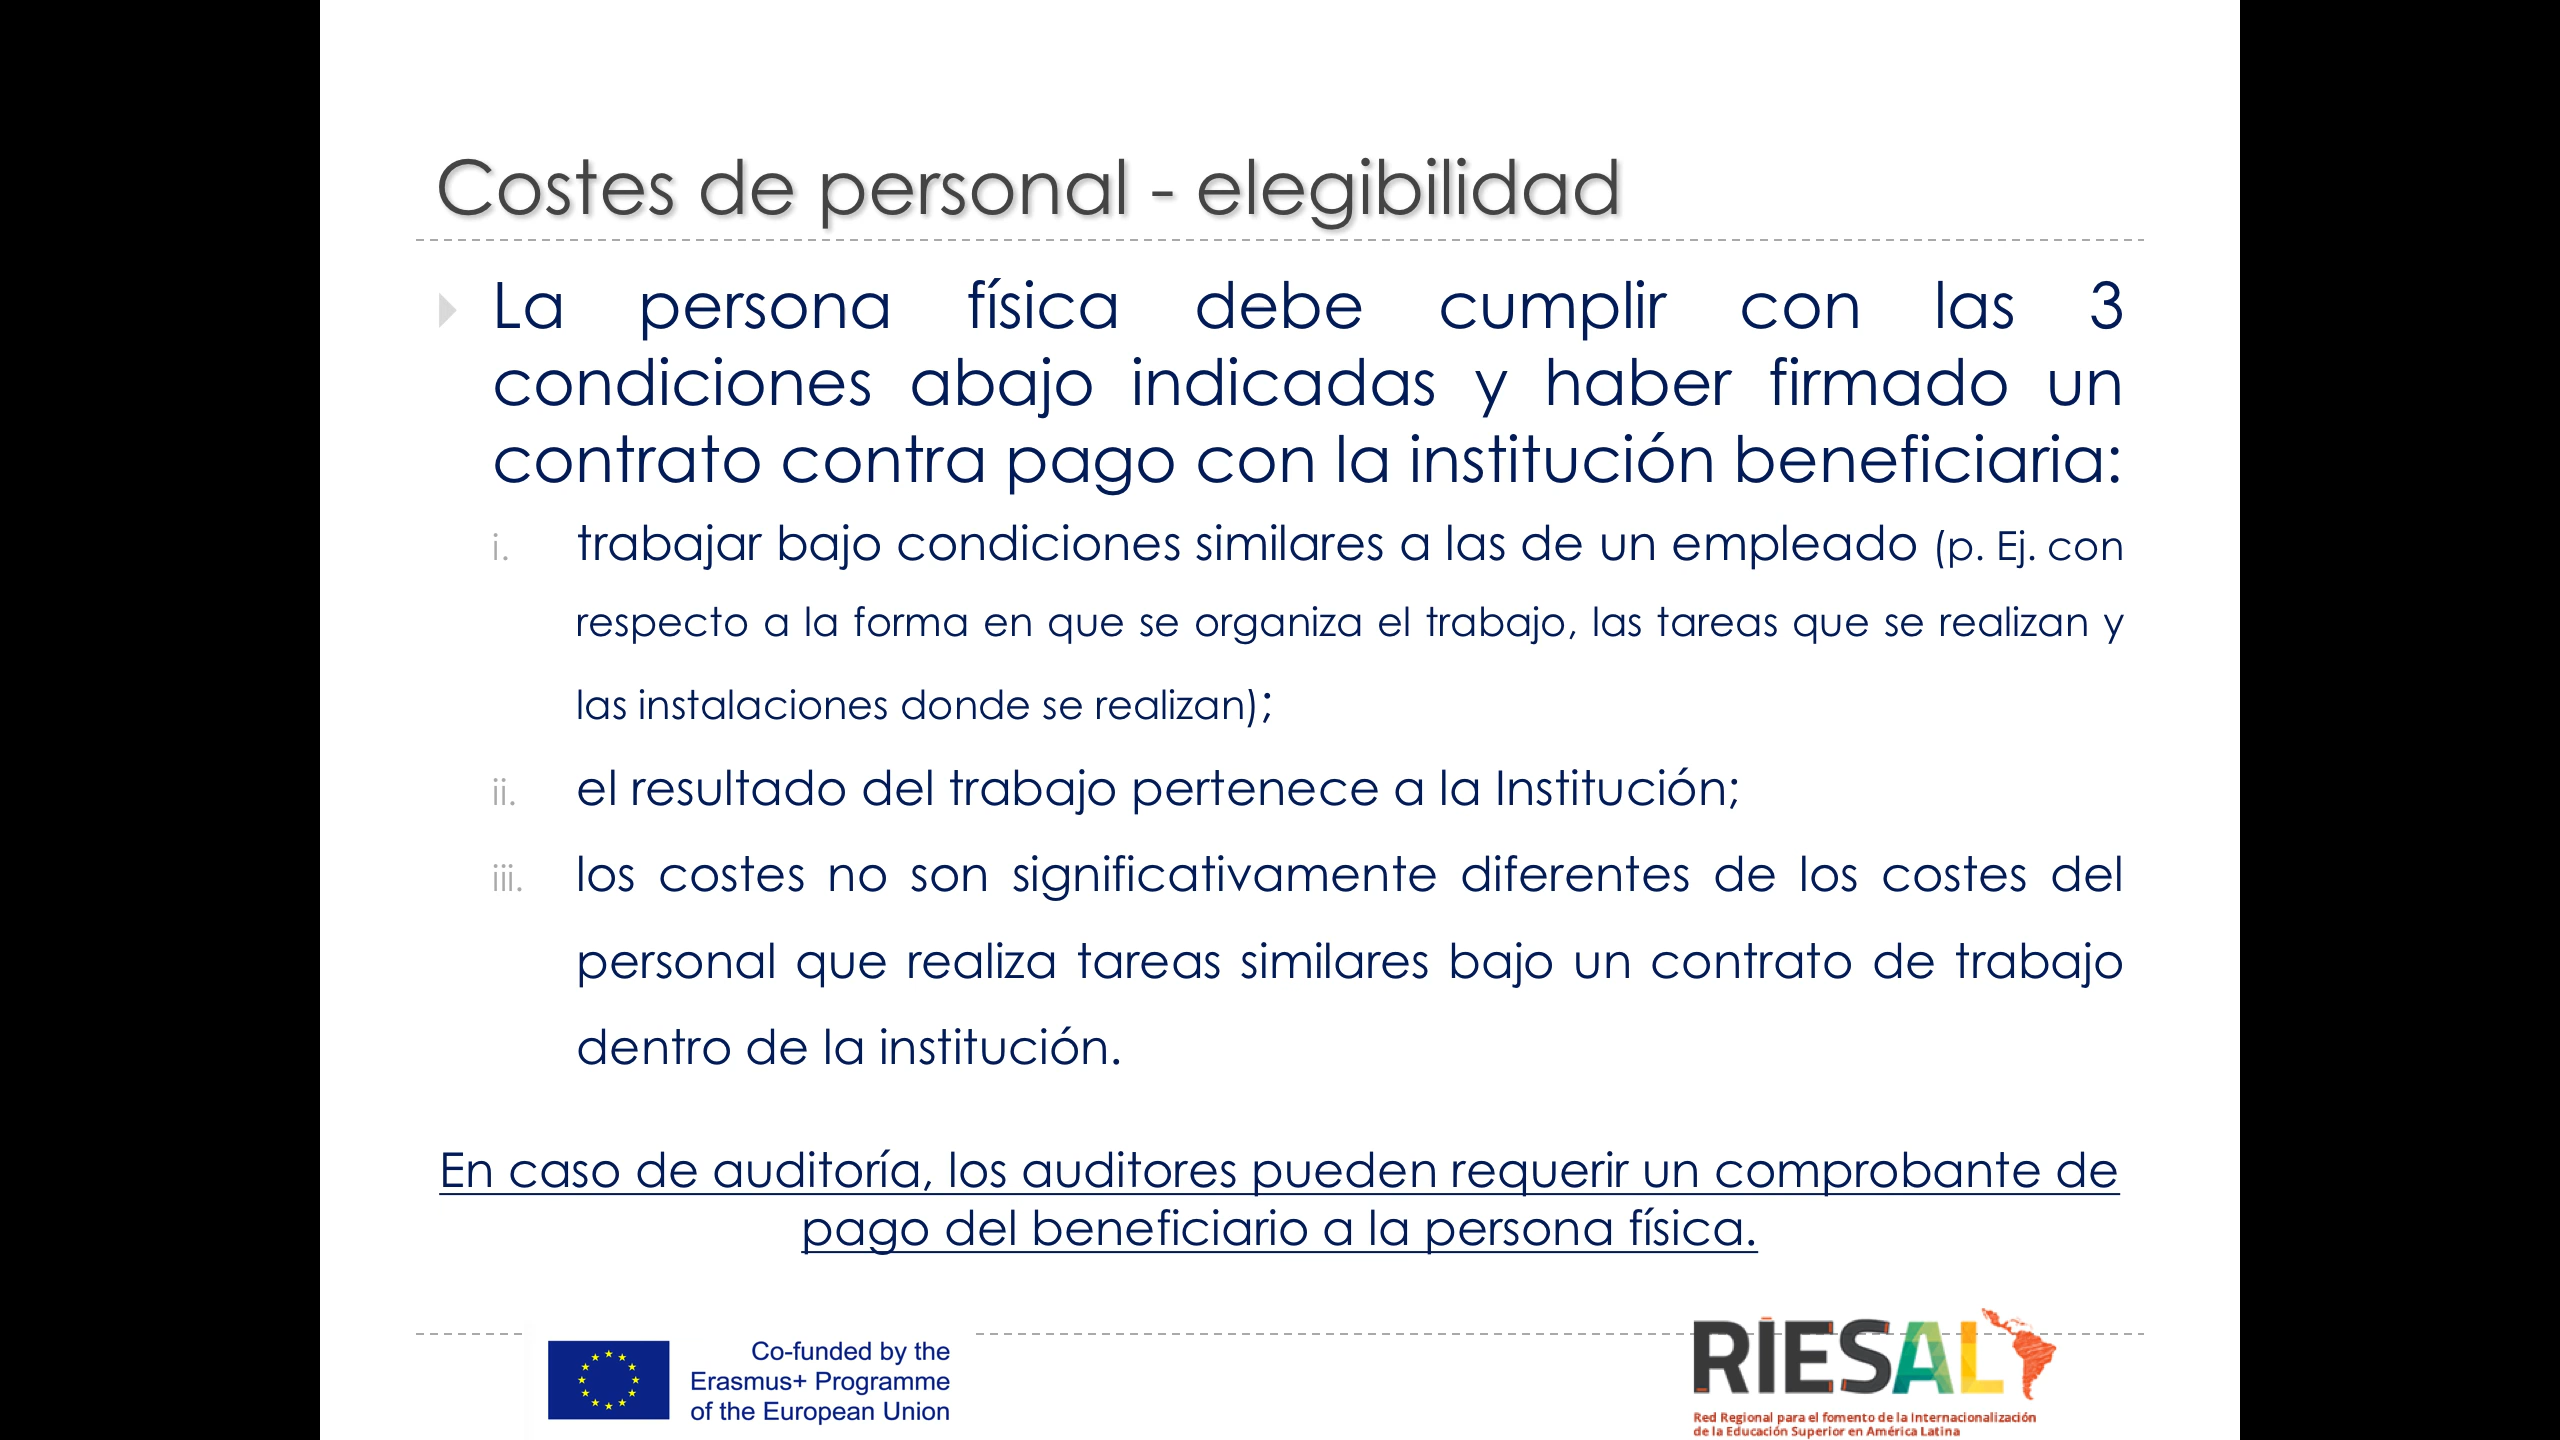 Costes de personal - elegibilidad
La persona física debe cumplir con las 3
condiciones abajo indicadas y haber firmado un
contrato contra pago con la institución beneficiaria:
i. trabajar bajo condiciones similares a las de un empleado (p. Ej. con
respecto a la forma en que se organiza el trabajo, las tareas que se realizan y
las instalaciones donde se realizan);
ii. el resultado del trabajo pertenece a la Institución;
iii. los costes no son significativamente diferentes de los costes del
personal que realiza tareas similares bajo un contrato de trabajo
dentro de la institución.
En caso de auditoría, los auditores pueden requerir un comprobante de
pago del beneficiario a la persona física.
Co-funded by the
Erasmus+ Programme
of the European Union
RIESAL
Red Regional para el fomento de la Internacionalización
de la Educación Superior en América Latina